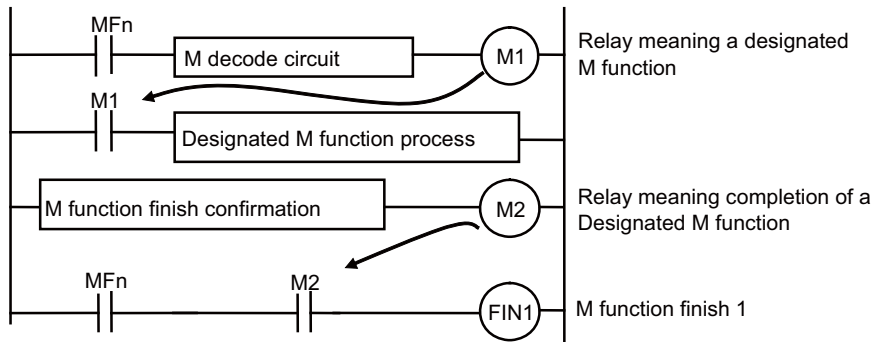 MFn
M decode circuit
M1
Relay meaning a designated
M function
M1
Designated M function process
M function finish confirmation
M2
Relay meaning completion of a
Designated M function
MFn
M2
FIN1
M function finish 1